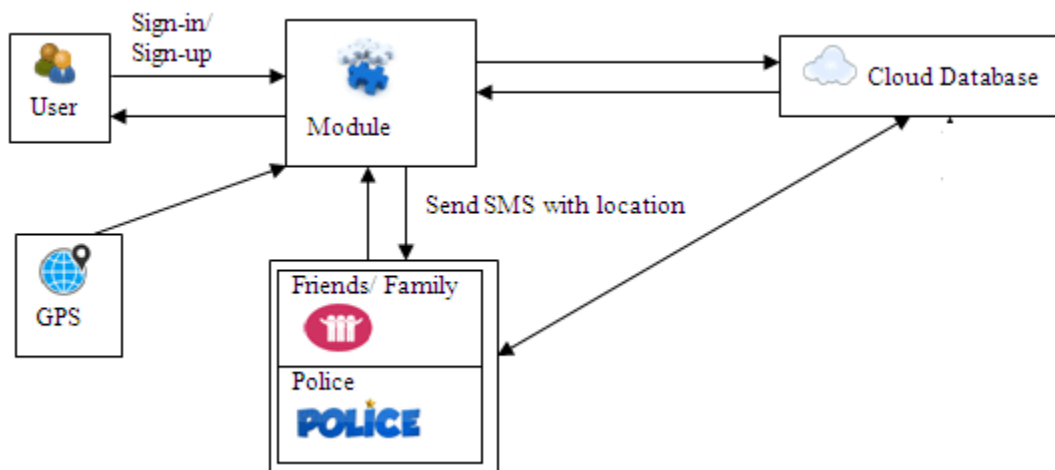 Sign-in/
Sign-up
User
Module
Cloud Database
Send SMS with location
GPS
Friends/ Family
Police
POLICE